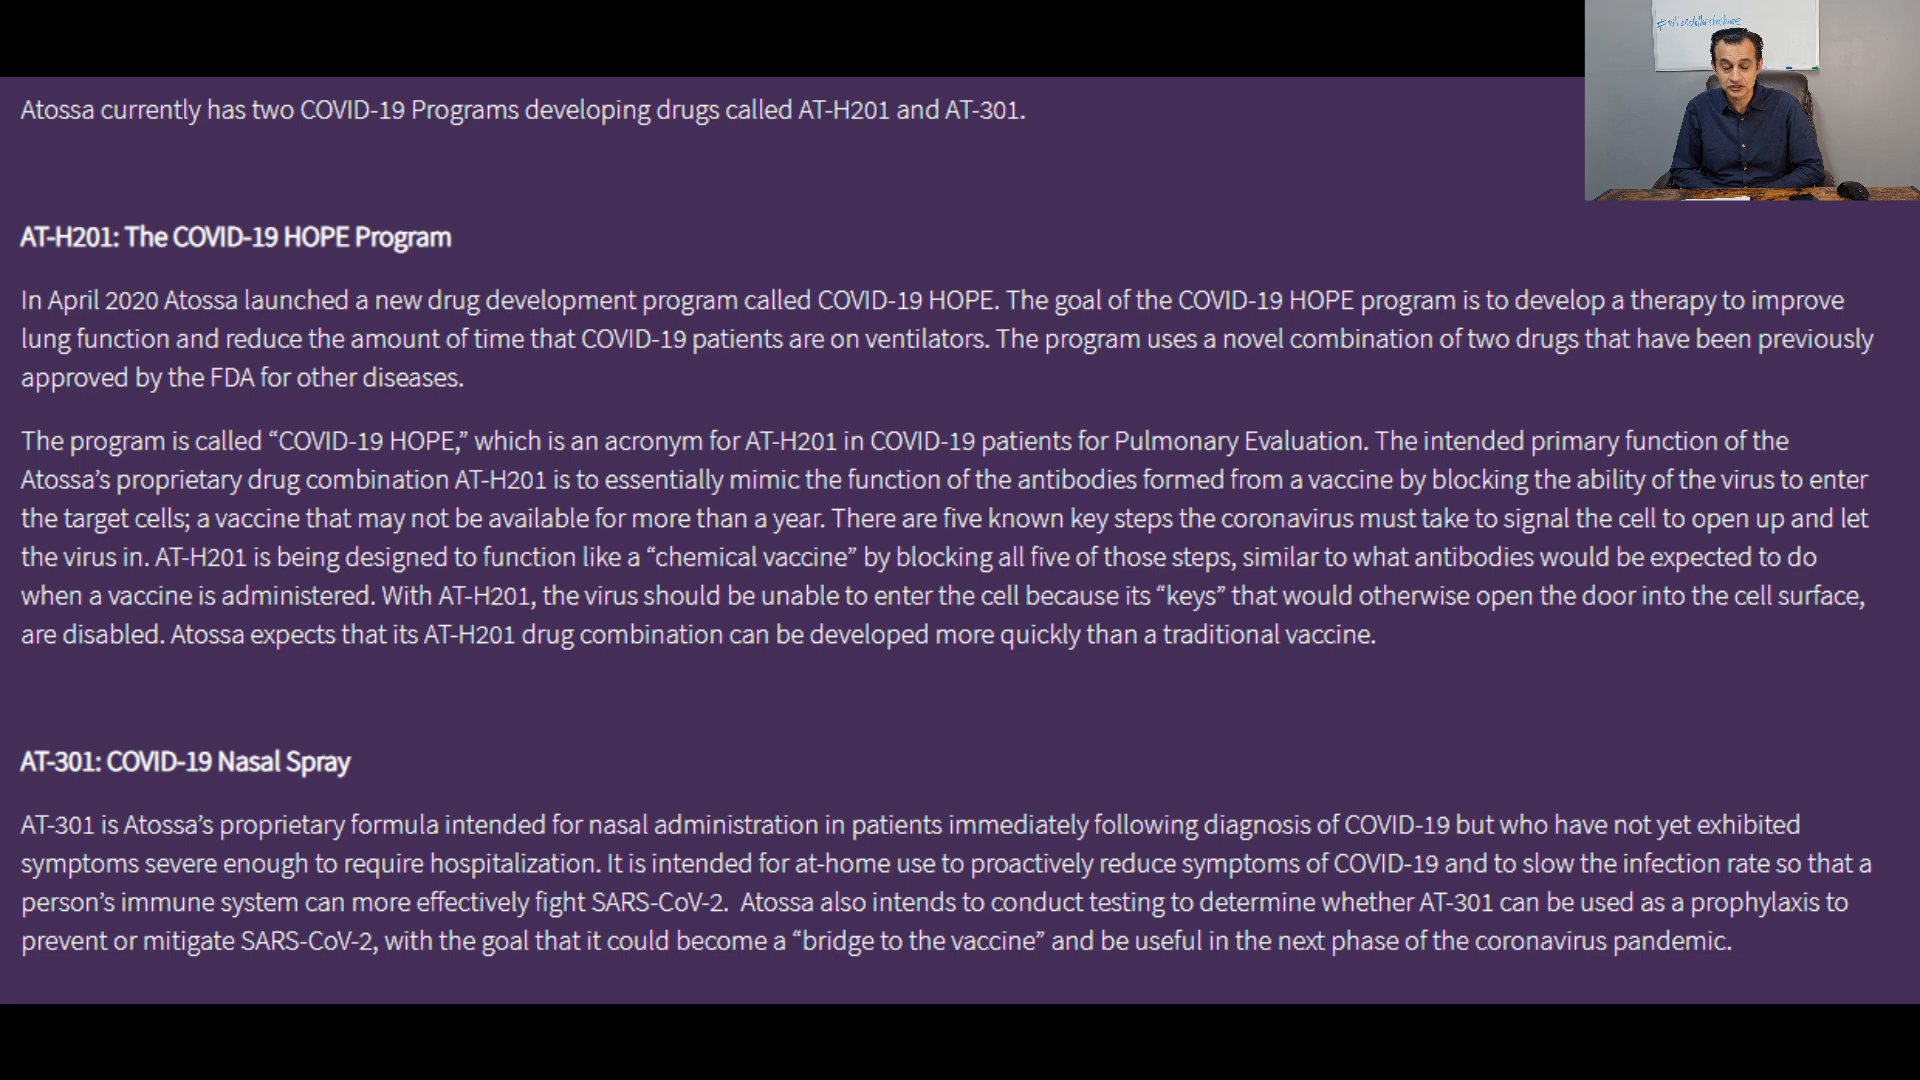 Atossa currently has two COVID-19 Programs developing drugs called AT-H201 and AT-301.
AT-H201: The COVID-19 HOPE Program
In April 2020 Atossa launched a new drug development program called COVID-19 HOPE. The goal of the COVID-19 HOPE program is to develop a therapy to improve
lung function and reduce the amount of time that COVID-19 patients are on ventilators. The program uses a novel combination of two drugs that have been previously
approved by the FDA for other diseases.
The program is called “COVID-19 HOPE,” which is an acronym for AT-H201 in COVID-19 patients for Pulmonary Evaluation. The intended primary function of the
Atossa’s proprietary drug combination AT-H201 is to essentially mimic the function of the antibodies formed from a vaccine by blocking the ability of the virus to enter
the target cells; a vaccine that may not be available for more than a year. There are five known key steps the coronavirus must take to signal the cell to open up and let
the virus in. AT-H201 is being designed to function like a “chemical vaccine” by blocking all five of those steps, similar to what antibodies would be expected to do
when a vaccine is administered. With AT-H201, the virus should be unable to enter the cell because its “keys” that would otherwise open the door into the cell surface,
are disabled. Atossa expects that its AT-H201 drug combination can be developed more quickly than a traditional vaccine.
AT-301: COVID-19 Nasal Spray
AT-301 is Atossa’s proprietary formula intended for nasal administration in patients immediately following diagnosis of COVID-19 but who have not yet exhibited
symptoms severe enough to require hospitalization. It is intended for at-home use to proactively reduce symptoms of COVID-19 and to slow the infection rate so that a
person’s immune system can more effectively fight SARS-CoV-2. Atossa also intends to conduct testing to determine whether AT-301 can be used as a prophylaxis to
prevent or mitigate SARS-CoV-2, with the goal that it could become a “bridge to the vaccine” and be useful in the next phase of the coronavirus pandemic.